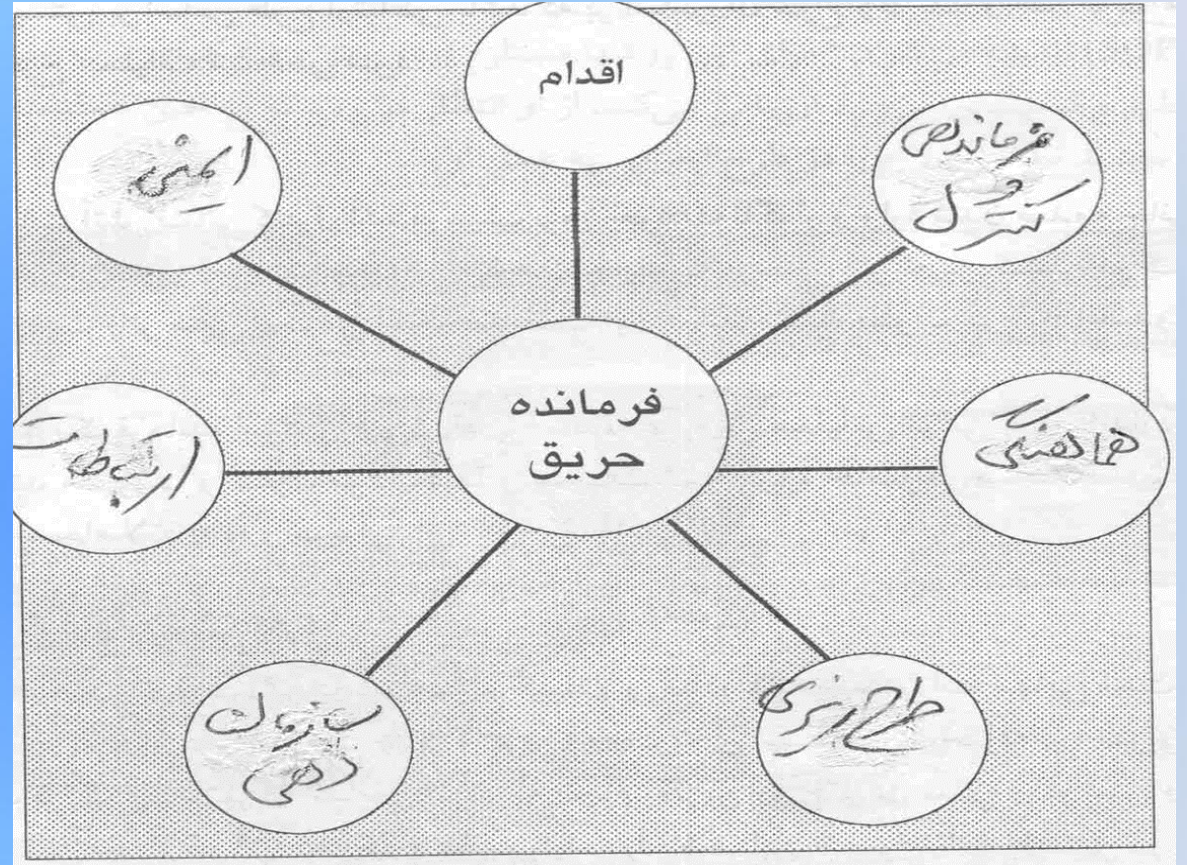 اقدام
فرماندهی
و
کنترل
هماهنگی
طرح ریزی
سازمان
دهی
ارتباطات
ایمنی
فرمانده
حریق